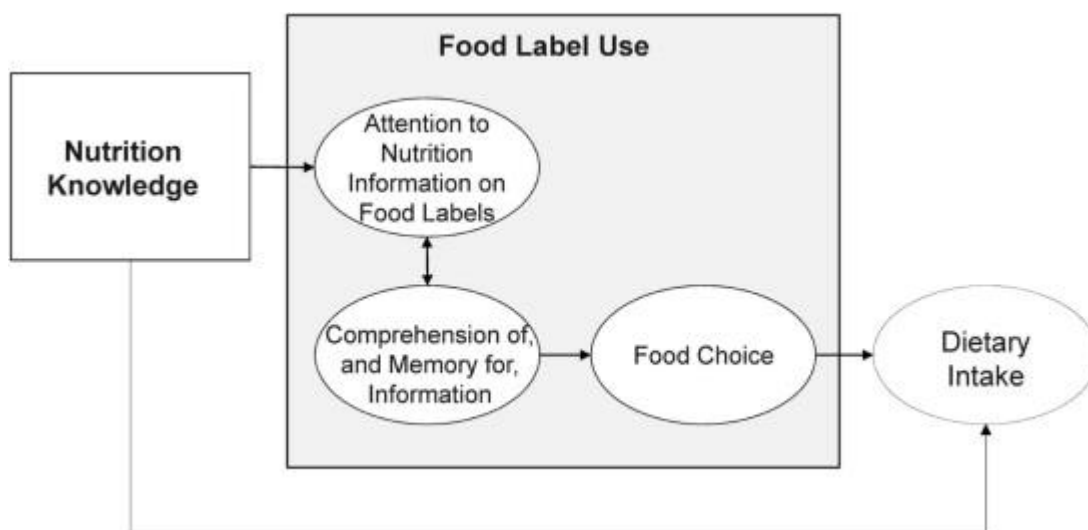 Food Label Use
Nutrition
Knowledge
Attention to
Nutrition
Information on
Food Labels
Comprehension of,
and Memory for,
Information
Food Choice
Dietary
Intake